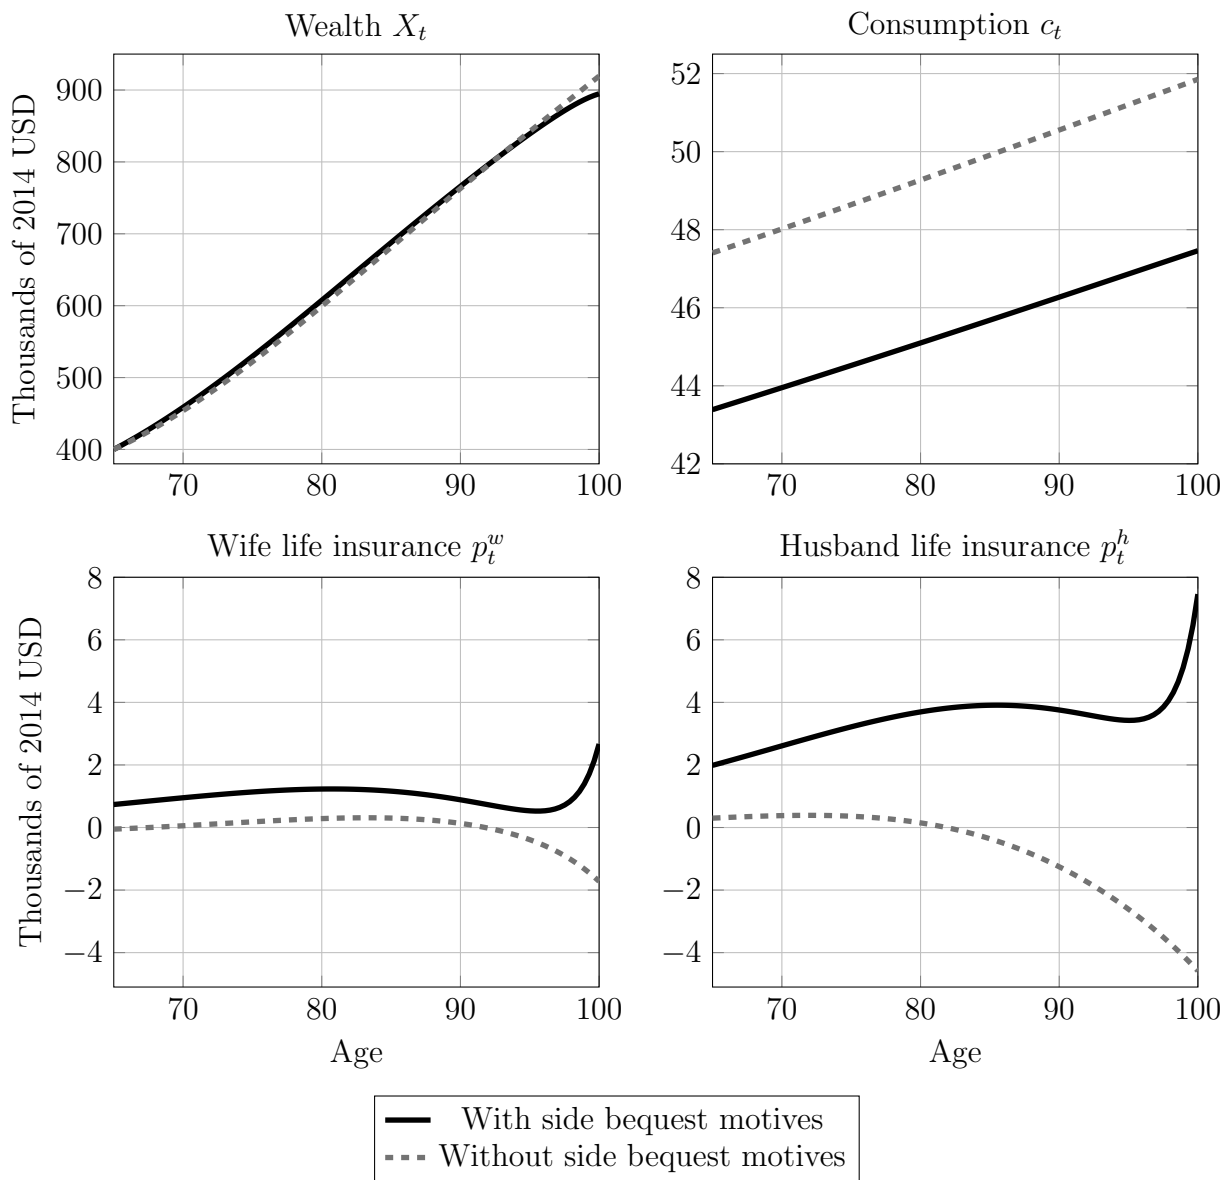 Wealth X_t
Consumption c_t
Thousands of 2014 USD
900
800
700
600
500
400
70 80 90 100
52
50
48
46
44
42
70 80 90 100
Wife life insurance p_t^w
Husband life insurance p_t^h
Thousands of 2014 USD
8
6
4
2
0
−2
−4
70 80 90 100
Age
8
6
4
2
0
−2
−4
70 80 90 100
Age
With side bequest motives
Without side bequest motives